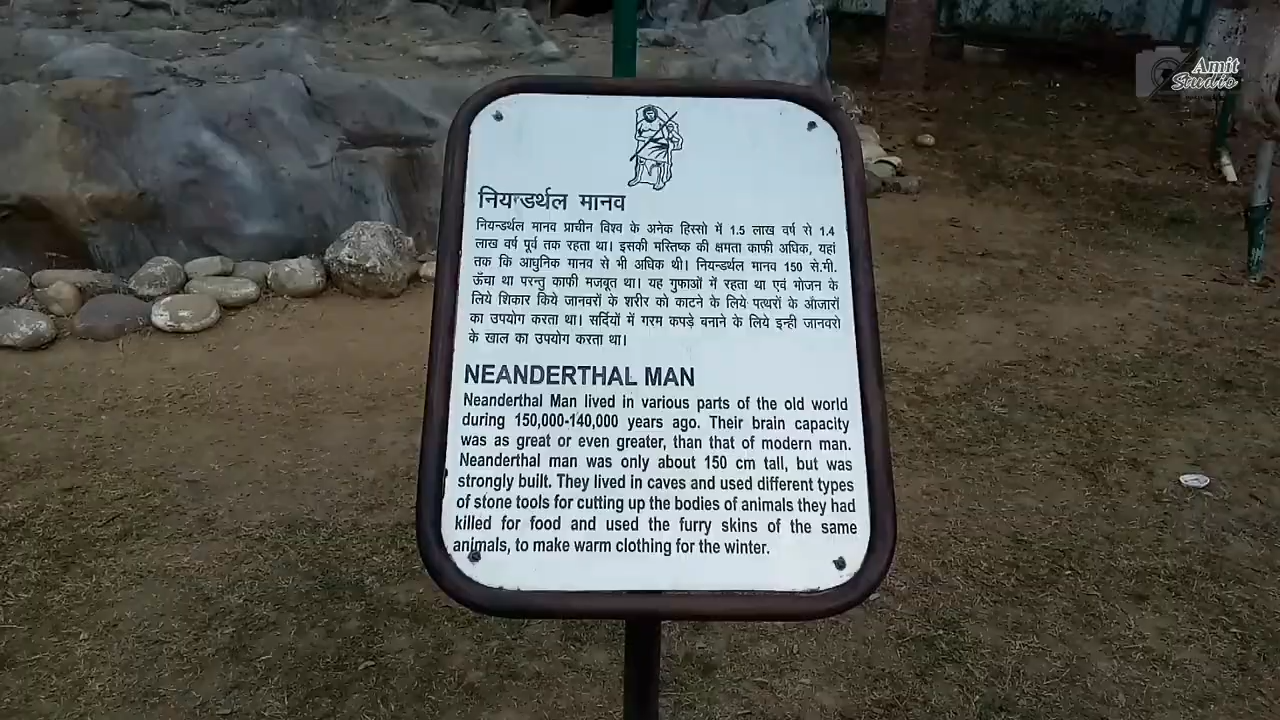 Amit
Studio
नियन्डर्थल मानव
नियन्डर्थल मानव प्राचीन विश्व के अनेक हिस्सो में 1.5 लाख वर्ष से 1.4
लाख वर्ष पूर्व तक रहता था। इसकी मस्तिष्क की क्षमता काफी अधिक, यहां
तक कि आधुनिक मानव से भी अधिक थी। नियन्डर्थल मानव 150 से.मी.
ऊँचा था परन्तु काफी मजबूत था। यह गुफाओं में रहता था एवं भोजन के
लिये शिकार किये जानवरों के शरीर को काटने के लिये पत्थरों के औजारों
का उपयोग करता था। सर्दियों में गरम कपड़े बनाने के लिये इन्ही जानवरो
के खाल का उपयोग करता था।
NEANDERTHAL MAN
Neanderthal Man lived in various parts of the old world
during 150,000-140,000 years ago. Their brain capacity
was as great or even greater, than that of modern man.
Neanderthal man was only about 150 cm tall, but was
strongly built. They lived in caves and used different types
of stone tools for cutting up the bodies of animals they had
killed for food and used the furry skins of the same
animals, to make warm clothing for the winter.